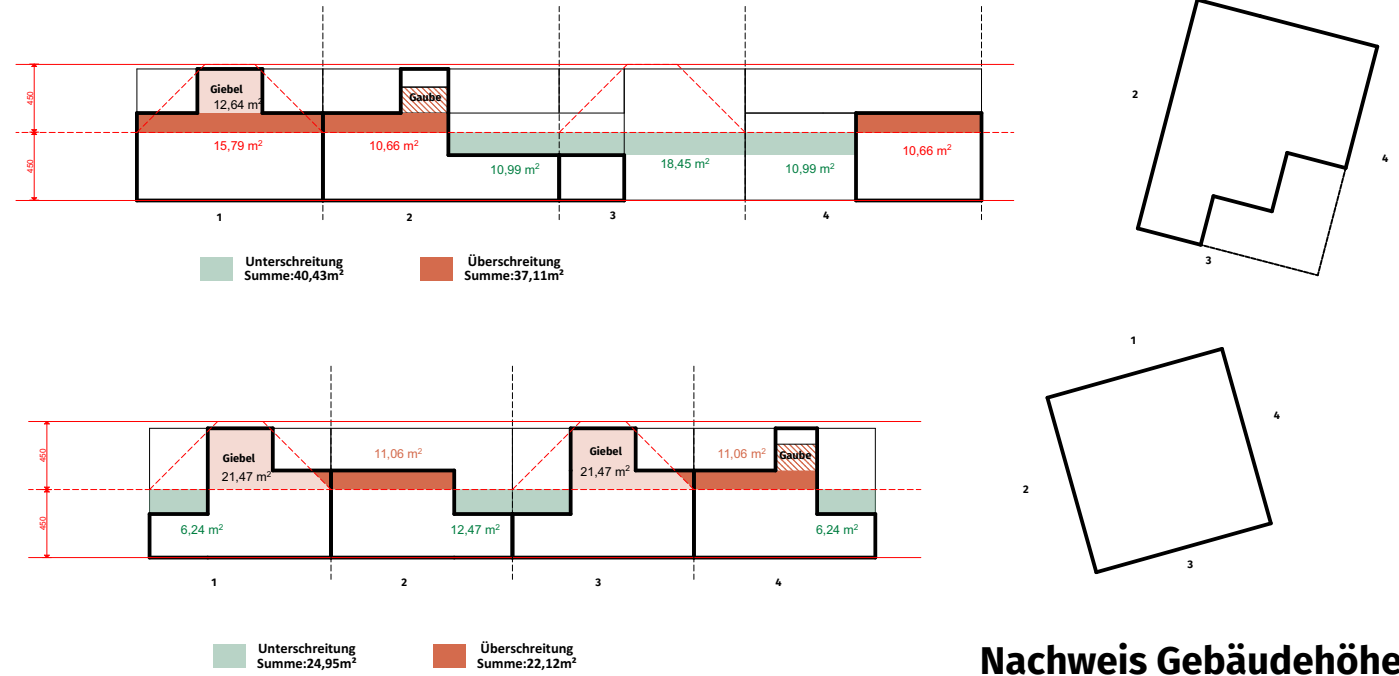 450
450
Giebel
12,64 m²
Gaube
15,79 m²
10,66 m²
10,99 m²
18,45 m²
10,99 m²
10,66 m²
1
2
3
4
Unterschreitung
Summe:40,43m²
Überschreitung
Summe:37,11m²
2
4
3
450
450
Giebel
21,47 m²
11,06 m²
Giebel
21,47 m²
11,06 m²
Gaube
6,24 m²
12,47 m²
6,24 m²
1
2
3
4
Unterschreitung
Summe:24,95m²
Überschreitung
Summe:22,12m²
1
4
2
3
Nachweis Gebäudehöhe